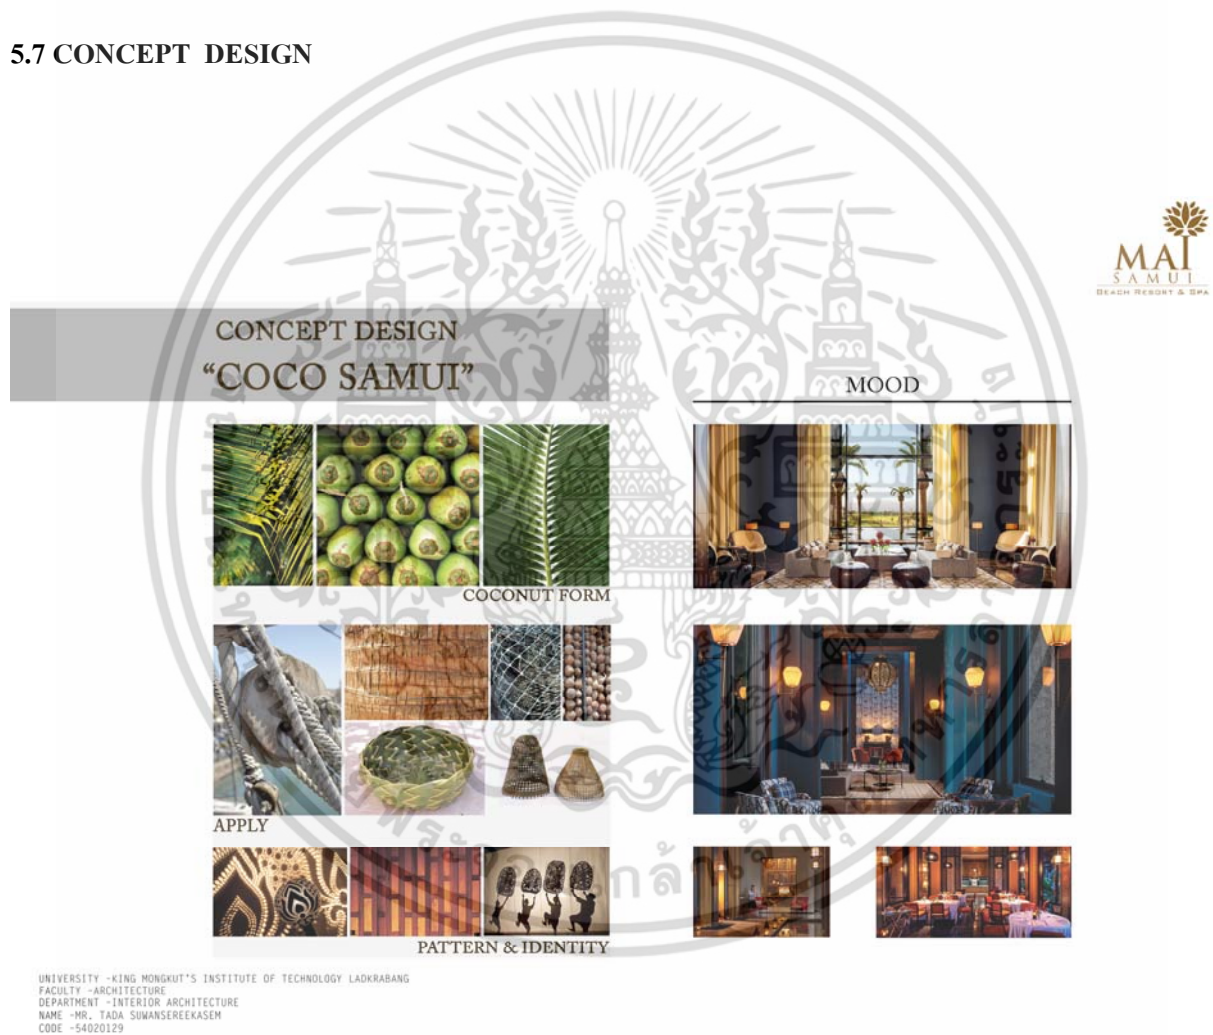 5.7 CONCEPT DESIGN
MAI
SAMUI
BEACH RESORT & SPA
CONCEPT DESIGN
“COCO SAMUI”
MOOD
COCONUT FORM
APPLY
PATTERN & IDENTITY
UNIVERSITY -KING MONGKUT'S INSTITUTE OF TECHNOLOGY LADKRABANG
FACULTY -ARCHITECTURE
DEPARTMENT -INTERIOR ARCHITECTURE
NAME -MR. TADA SUWANSEREEKASEM
CODE -54020129